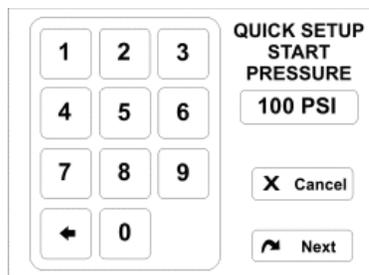 1 2 3
4 5 6
7 8 9
0
QUICK SETUP
START
PRESSURE
100 PSI
X Cancel
Next